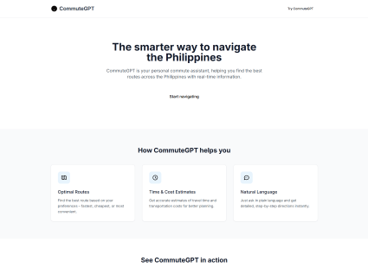 CommuteGPT
Try CommuteGPT
The smarter way to navigate
the Philippines
CommuteGPT is your personal commute assistant, helping you find the best
routes across the Philippines with real-time information.
Start navigating
How CommuteGPT helps you
Optimal Routes
Find the best route based on your
preferences - fastest, cheapest, or most
convenient.
Time & Cost Estimates
Get accurate estimates of travel time and
transportation costs for better planning.
Natural Language
Just ask in plain language and get
detailed, step-by-step directions instantly.
See CommuteGPT in action